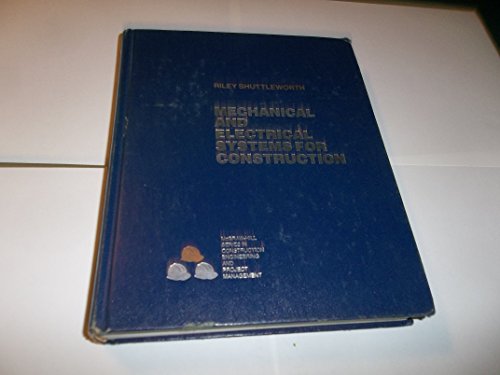 RILEY SHUTTLEWORTH
MECHANICAL
AND
ELECTRICAL
SYSTEMS FOR
CONSTRUCTION
McGRAW-HILL
SERIES IN
CONSTRUCTION
ENGINEERING
AND
PROJECT
MANAGEMENT